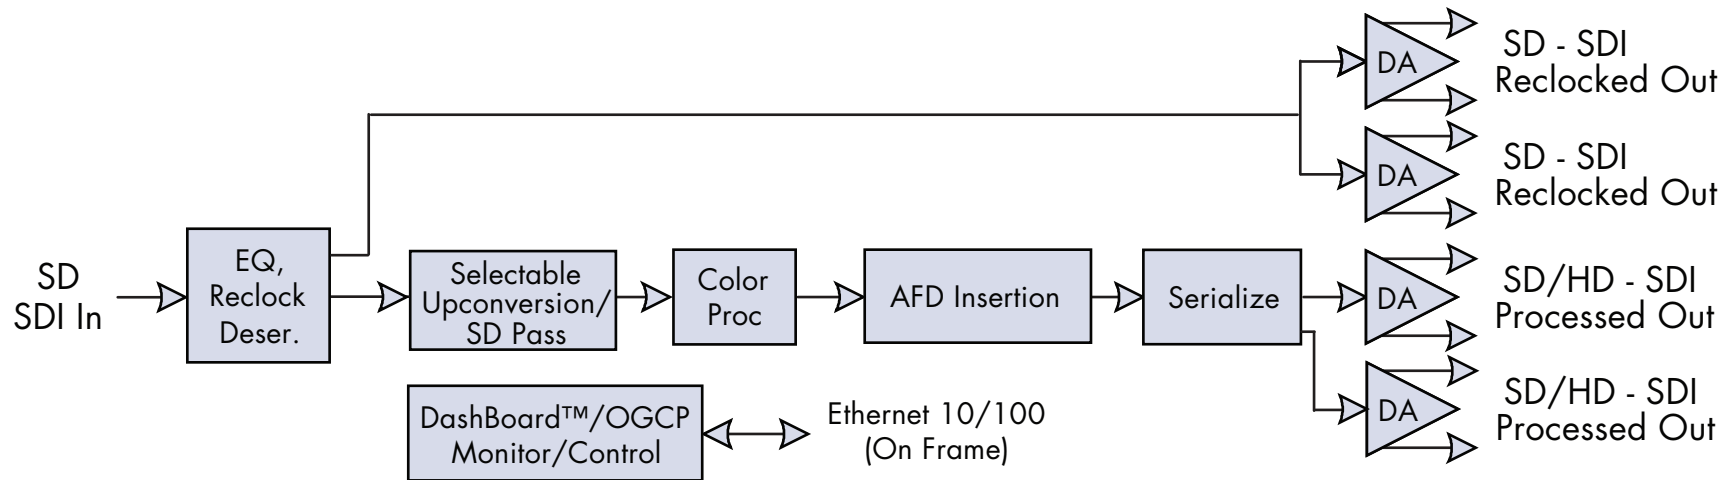 DA
SD - SDI
Reclocked Out
DA
SD - SDI
Reclocked Out
SD
SDI In
EQ,
Reclock
Deser.
Selectable
Upconversion/
SD Pass
Color
Proc
AFD Insertion
Serialize
DA
SD/HD - SDI
Processed Out
DA
SD/HD - SDI
Processed Out
DashBoard™/OGCP
Monitor/Control
Ethernet 10/100
(On Frame)